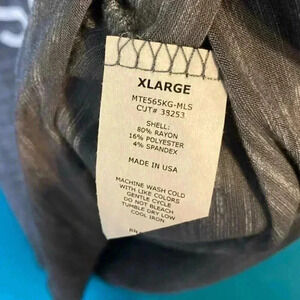 XLARGE
MTE565KG-MLS
CUT# 38253
SHELL:
80% RAYON
16% POLYESTER
4% SPANDEX
MADE IN USA
MACHINE WASH COLD
WITH LIKE COLORS
GENTLE CYCLE
DO NOT BLEACH
TUMBLE DRY LOW
COOL IRON